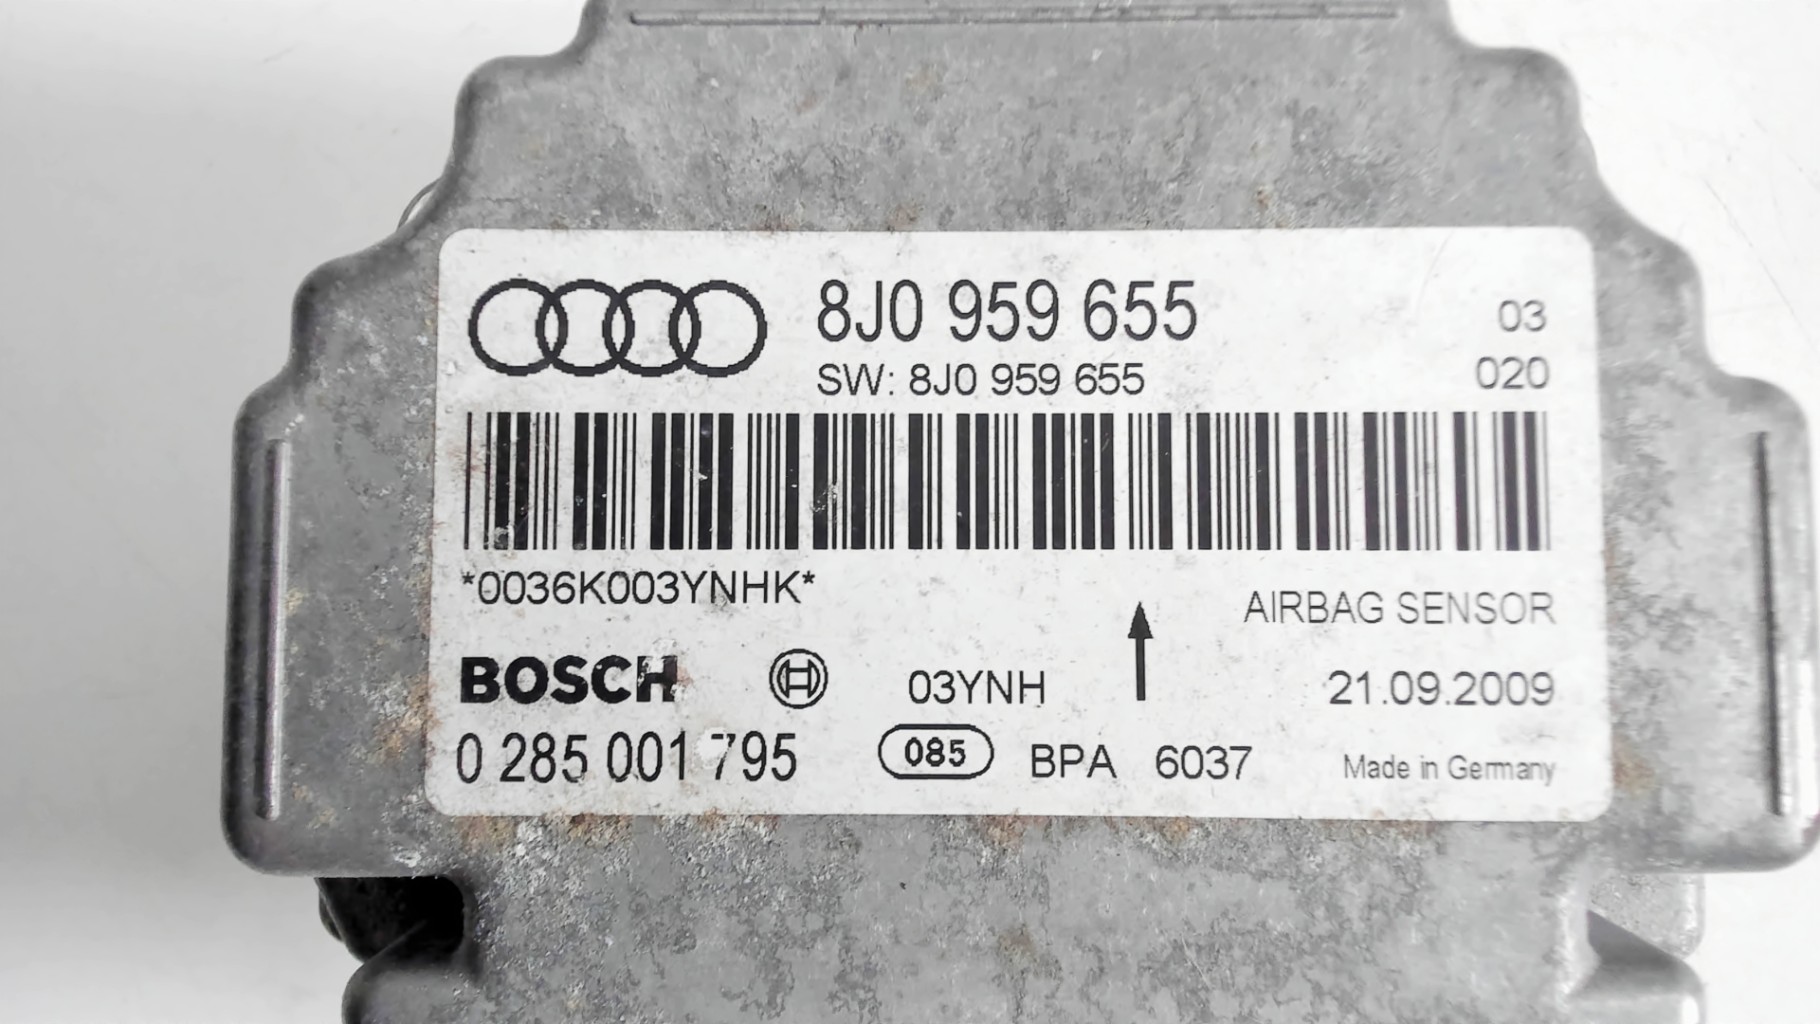 8J0 959 655 03
SW: 8J0 959 655 020
*0036K003YNHK*
AIRBAG SENSOR
BOSCH 03YNH 21.09.2009
0 285 001 795 085 BPA 6037 Made in Germany